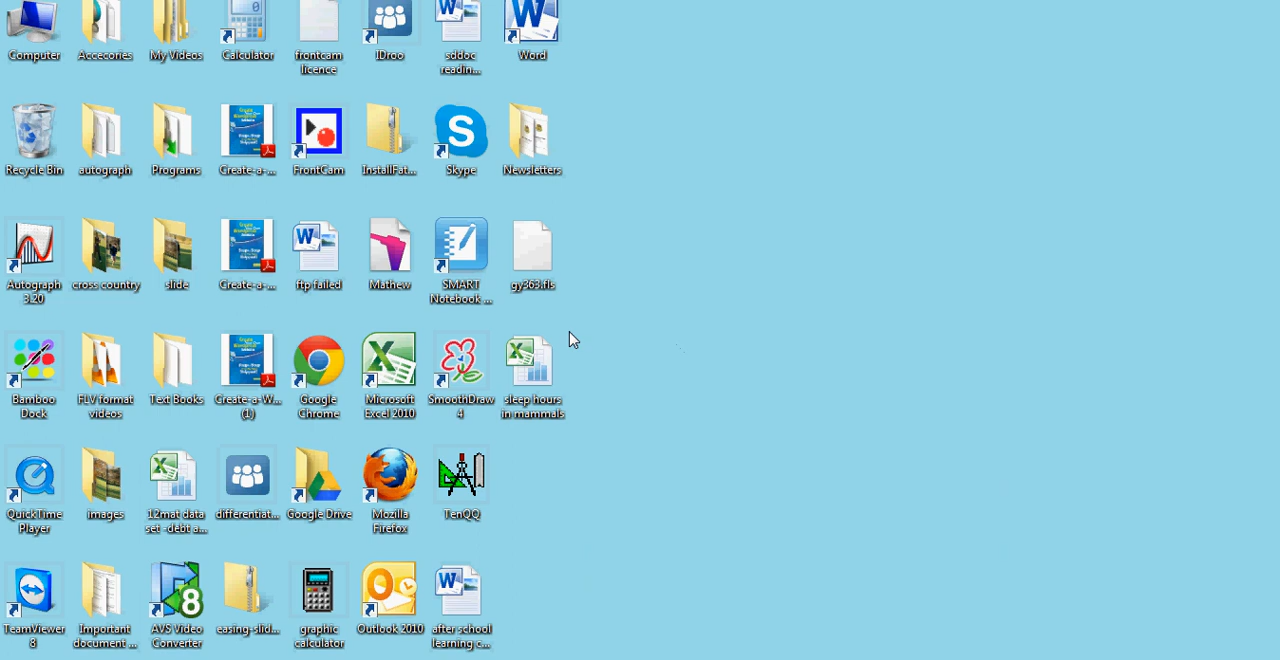 Computer
Accecories
My Videos
Calculator
frontcam
licence
IDroo
sddoc
readin...
Word
Recycle Bin
autograph
Programs
Create-a-...
FrontCam
InstallFat...
Skype
Newsletters
Autograph
3.20
cross country
slide
Create-a-...
ftp failed
Mathew
SMART
Notebook ...
gy363.fls
Bamboo
Dock
FLV format
videos
Text Books
Create-a-W...
(1)
Google
Chrome
Microsoft
Excel 2010
SmoothDraw
4
sleep hours
in mammals
QuickTime
Player
images
12mat data
set -debt a...
differentiat...
Google Drive
Mozilla
Firefox
TenQQ
TeamViewer
8
Important
document ...
AVS Video
Converter
easing-slid...
graphic
calculator
Outlook 2010
after school
learning c...